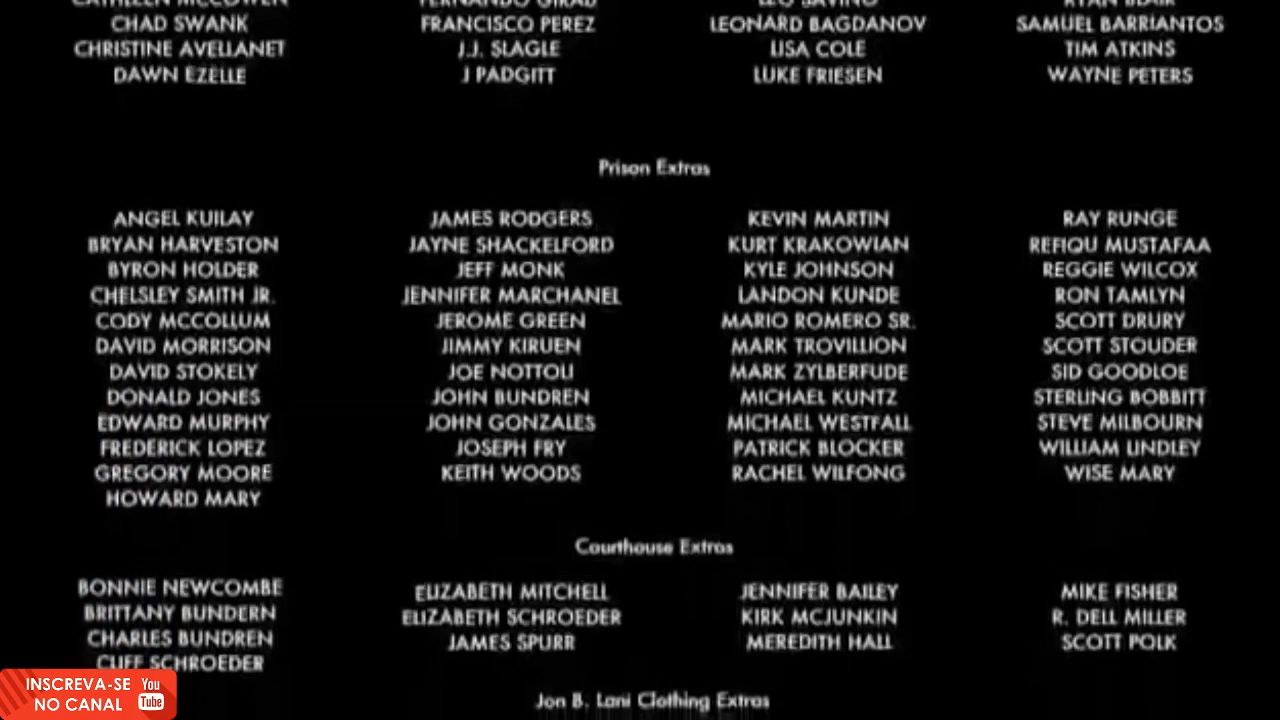 CHAD SWANK FRANCISCO PEREZ LEONARD BAGDANOV SAMUEL BARRIANTOS
CHRISTINE AVELLANET J.J. SLAGLE LISA COLE TIM ATKINS
DAWN EZELLE J PADGITT LUKE FRIESEN WAYNE PETERS
Prison Extras
ANGEL KUILAY JAMES RODGERS KEVIN MARTIN RAY RUNGE
BRYAN HARVESTON JAYNE SHACKELFORD KURT KRAKOWIAN REFIQU MUSTAFAA
BYRON HOLDER JEFF MONK KYLE JOHNSON REGGIE WILCOX
CHELSLEY SMITH JR. JENNIFER MARCHANEL LANDON KUNDE RON TAMLYN
CODY MCCOLLUM JEROME GREEN MARIO ROMERO SR. SCOTT DRURY
DAVID MORRISON JIMMY KIRUEN MARK TROVILLION SCOTT STOUDER
DAVID STOKELY JOE NOTTOLI MARK ZYLBERFUDE SID GOODLOE
DONALD JONES JOHN BUNDREN MICHAEL KUNTZ STERLING BOBBITT
EDWARD MURPHY JOHN GONZALES MICHAEL WESTFALL STEVE MILBOURN
FREDERICK LOPEZ JOSEPH FRY PATRICK BLOCKER WILLIAM LINDLEY
GREGORY MOORE KEITH WOODS RACHEL WILFONG WISE MARY
HOWARD MARY
Courthouse Extras
BONNIE NEWCOMBE ELIZABETH MITCHELL JENNIFER BAILEY MIKE FISHER
BRITTANY BUNDERN ELIZABETH SCHROEDER KIRK MCJUNKIN R. DELL MILLER
CHARLES BUNDREN JAMES SPURR MEREDITH HALL SCOTT POLK
CLIFF SCHROEDER
Jon B. Lani Clothing Extras
INSCREVA-SE
NO CANAL
You
Tube